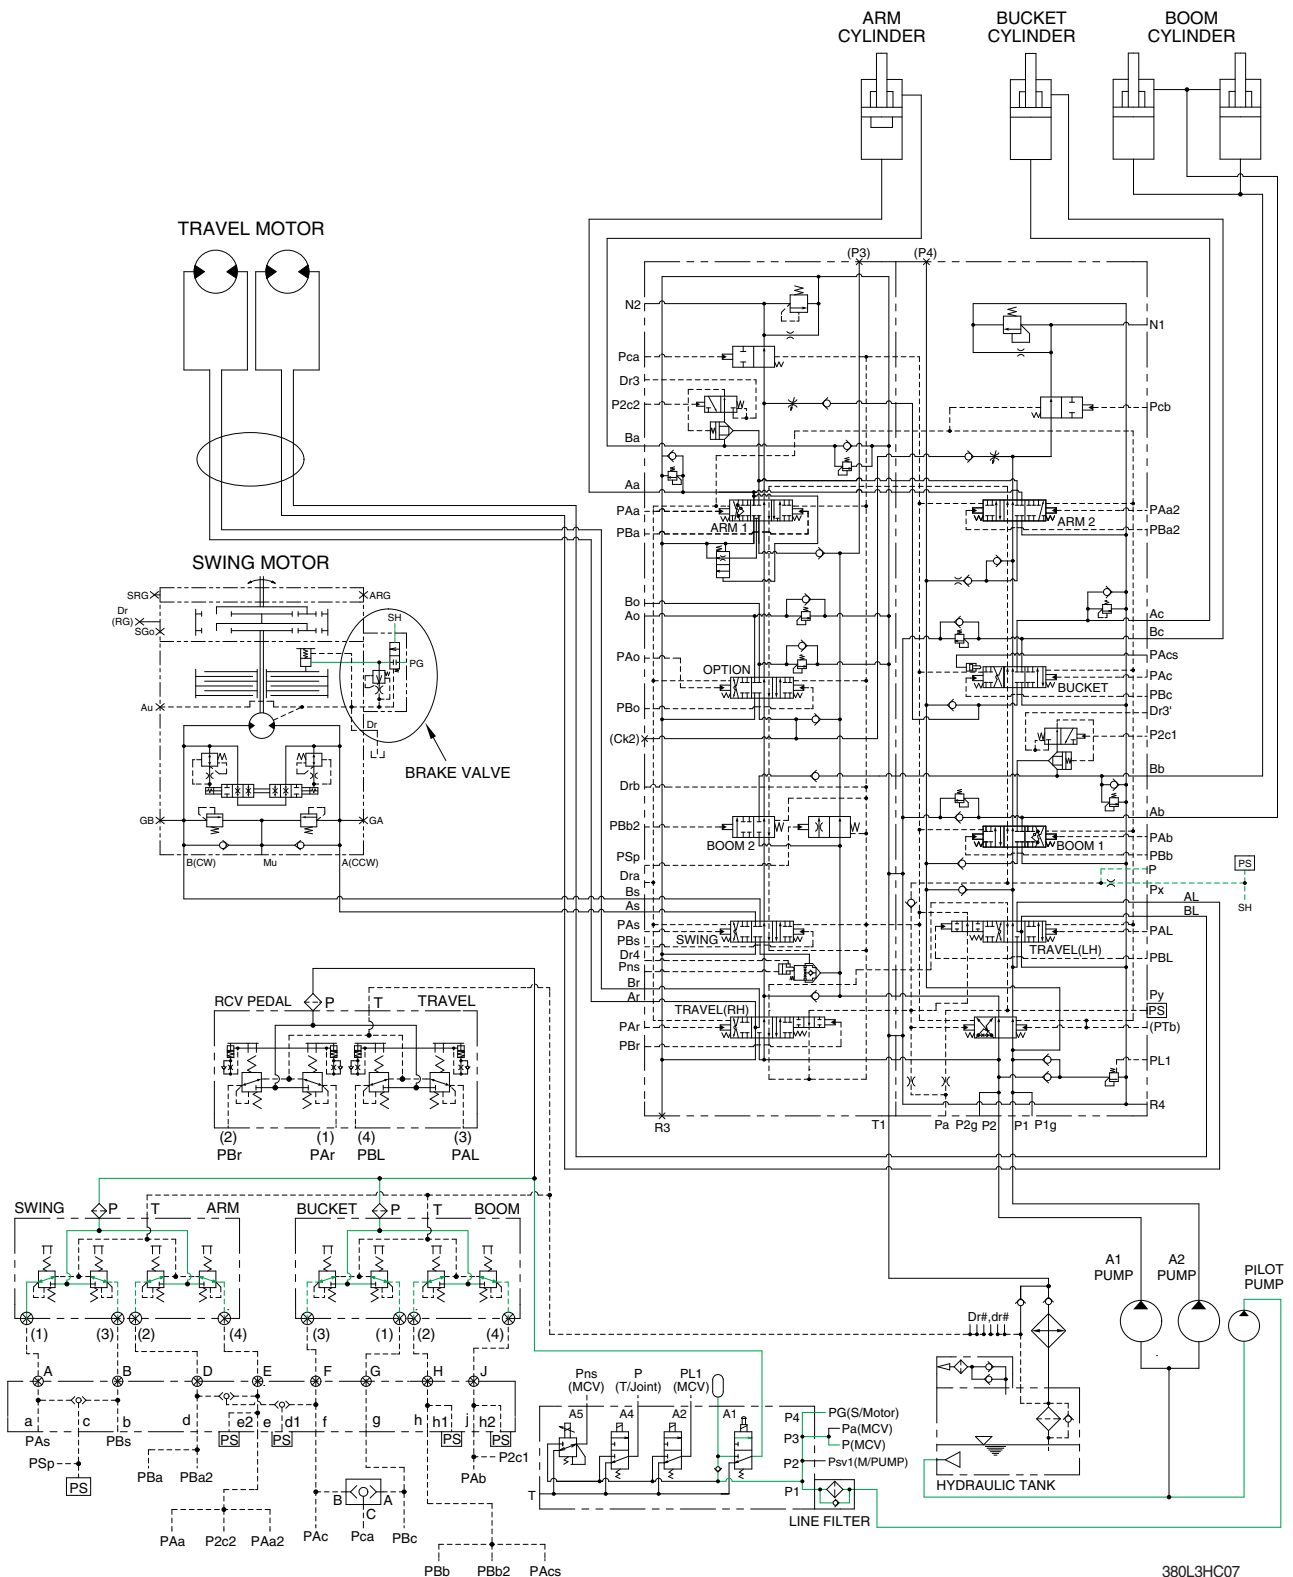 ARM
CYLINDER
BUCKET
CYLINDER
BOOM
CYLINDER
TRAVEL MOTOR
(P3)
(P4)
N2
N1
Pca
Dr3
P2c2
Pcb
Ba
Aa
PAa
ARM 1
PBa
ARM 2
PAa2
PBa2
SWING MOTOR
SRG
ARG
Dr
(RG)
SGo
SH
PG
Au
Dr
BRAKE VALVE
GB
GA
B(CW)
Mu
A(CCW)
Bo
Ao
PAo
OPTION
PBo
(Ck2)
Ac
Bc
PAcs
PAc
BUCKET
PBc
Dr3'
P2c1
Bb
Drb
PBb2
BOOM 2
PSp
Ab
PAb
BOOM 1
PBb
P
PS
Px
SH
Dra
Bs
As
AL
BL
PAs
PBs
SWING
Dr4
Pns
Br
Ar
PAL
TRAVEL(LH)
PBL
Py
PS
TRAVEL(RH)
PAr
PBr
(PTb)
PL1
R4
R3
T1
Pa
P2g
P2
P1
P1g
RCV PEDAL
P
T
TRAVEL
(2)
PBr
(1)
PAr
(4)
PBL
(3)
PAL
SWING
P
T
ARM
BUCKET
P
T
BOOM
(1)
(3)
(2)
(4)
(3)
(1)
(2)
(4)
A
B
D
E
F
G
H
J
a
c
b
d
e2
e
d1
f
g
h
h1
j
h2
PS
PS
PS
PS
PAs
PBs
PSp
PS
PBa
PBa2
P2c1
PAb
B
A
C
PAa
P2c2
PAa2
PAc
Pca
PBc
PBb
PBb2
PAcs
A1
PUMP
A2
PUMP
PILOT
PUMP
Dr#,dr#
HYDRAULIC TANK
Pns
(MCV)
P
(T/Joint)
PL1
(MCV)
A5
A4
A2
A1
P4
PG(S/Motor)
P3
Pa(MCV)
P(MCV)
P2
Psv1(M/PUMP)
P1
T
LINE FILTER
380L3HC07